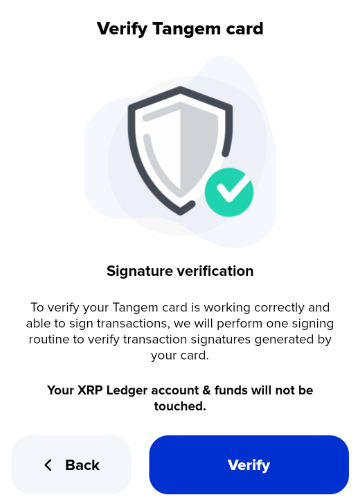 Verify Tangem card
Signature verification
To verify your Tangem card is working correctly and
able to sign transactions, we will perform one signing
routine to verify transaction signatures generated by
your card.
Your XRP Ledger account & funds will not be
touched.
Back
Verify